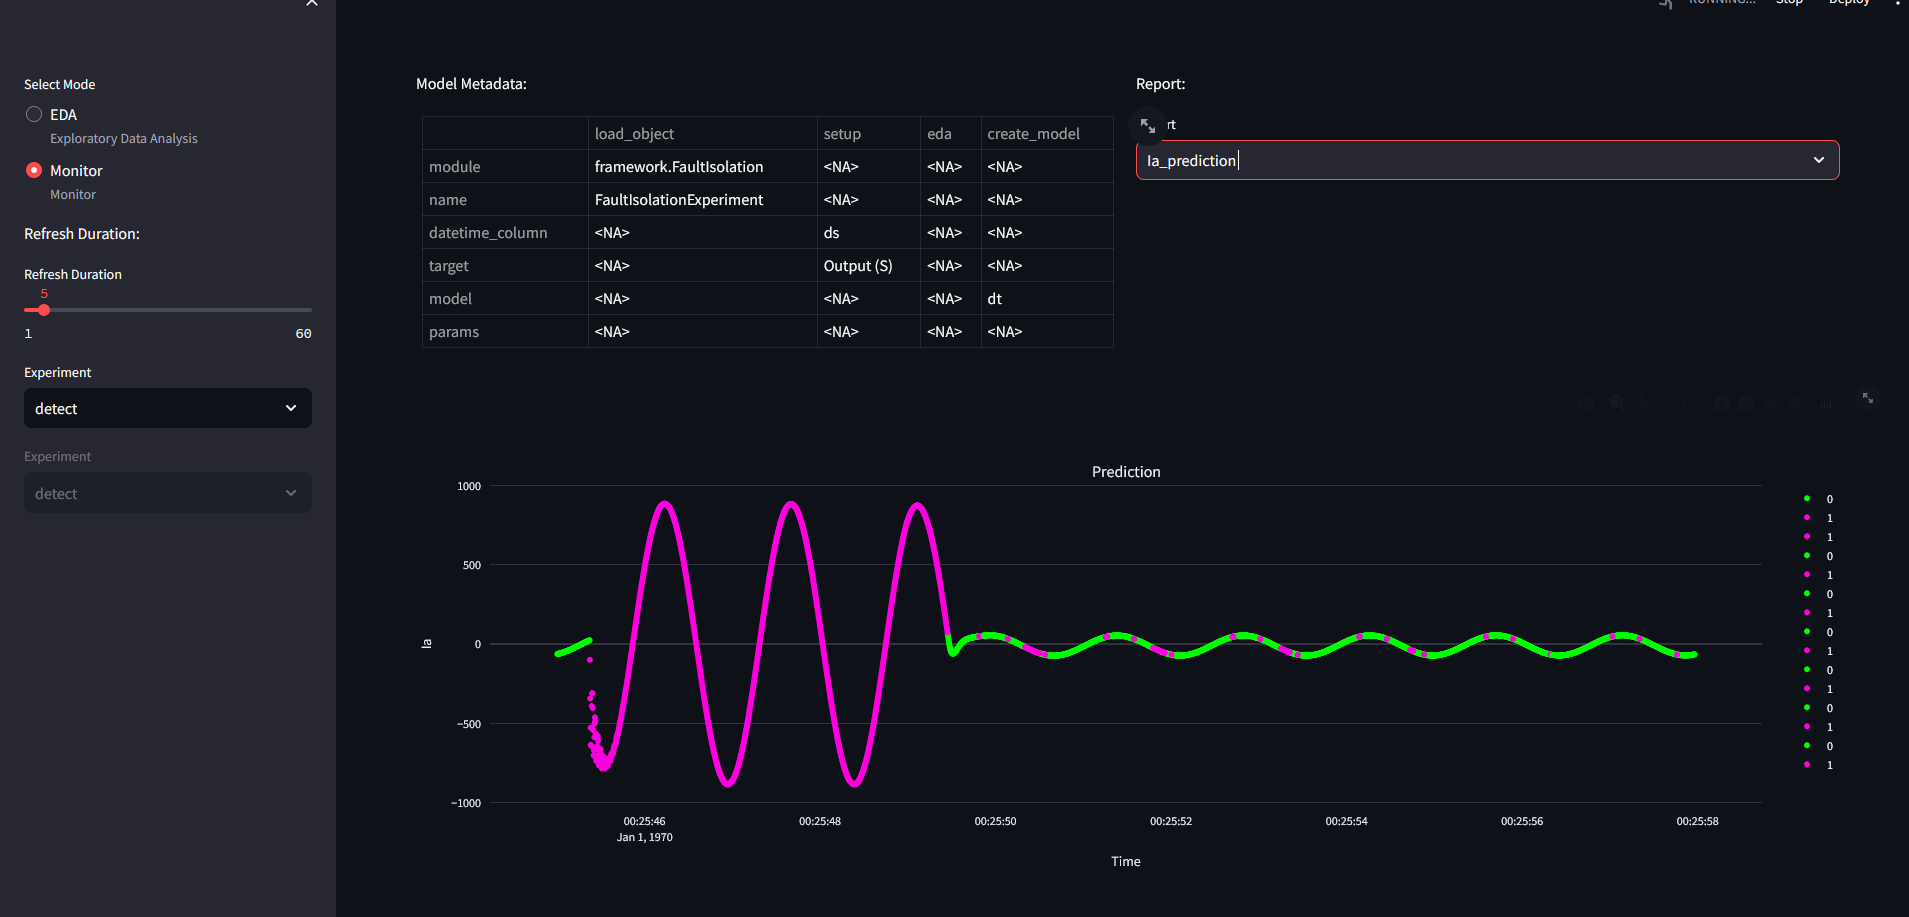 RUNNING... Stop Deploy
Select Mode
EDA
Exploratory Data Analysis
Monitor
Monitor
Refresh Duration:
Refresh Duration
5
1 60
Experiment
detect
Experiment
detect
Model Metadata:
load_object setup eda create_model
module framework.FaultIsolation <NA> <NA> <NA>
name FaultIsolationExperiment <NA> <NA> <NA>
datetime_column <NA> ds <NA> <NA>
target <NA> Output (S) <NA> <NA>
model <NA> <NA> <NA> dt
params <NA> <NA> <NA> <NA>
Report:
rt
Ia_prediction
Prediction
1000
500
0
−500
−1000
Ia
00:25:46 00:25:48 00:25:50 00:25:52 00:25:54 00:25:56 00:25:58
Jan 1, 1970
Time
0
1
1
0
1
0
1
0
1
0
1
0
1
0
1